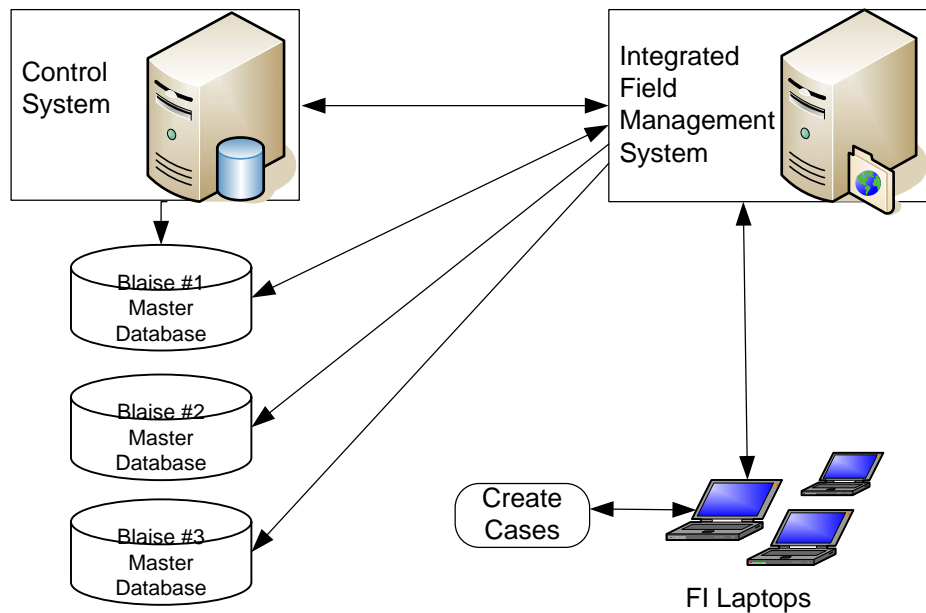 Control
System
Integrated
Field
Management
System
Blaise #1
Master
Database
Blaise #2
Master
Database
Blaise #3
Master
Database
Create
Cases
FI Laptops